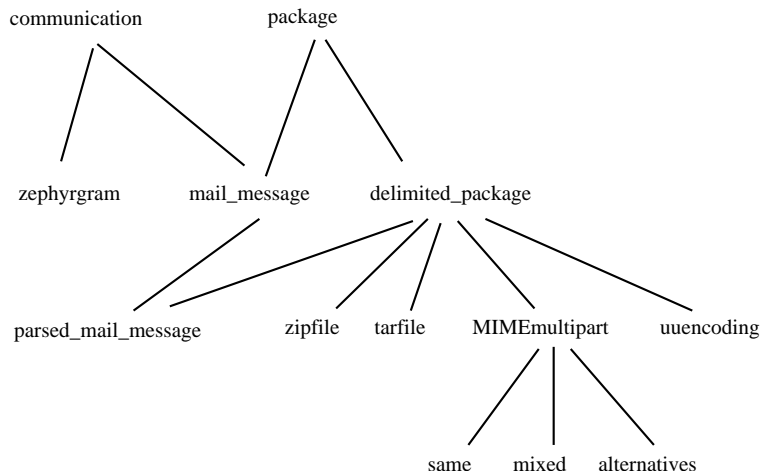 communication package
zephyrgram mail_message delimited_package
parsed_mail_message zipfile tarfile MIMEmultipart uuencoding
same mixed alternatives